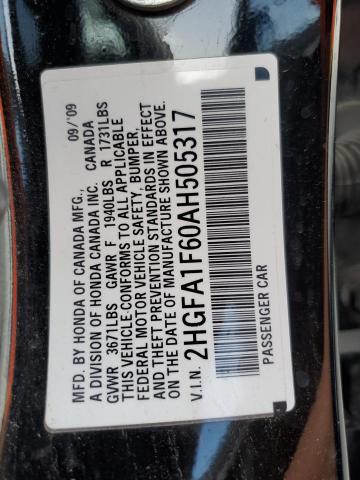 MFD. BY HONDA OF CANADA MFG., 09/'09
A DIVISION OF HONDA CANADA INC. CANADA
GVWR 3671LBS GAWR F 1940LBS R 1731LBS
THIS VEHICLE CONFORMS TO ALL APPLICABLE
FEDERAL MOTOR VEHICLE SAFETY, BUMPER,
AND THEFT PREVENTION STANDARDS IN EFFECT
ON THE DATE OF MANUFACTURE SHOWN ABOVE.
V.I.N. 2HGFA1F60AH505317
PASSENGER CAR